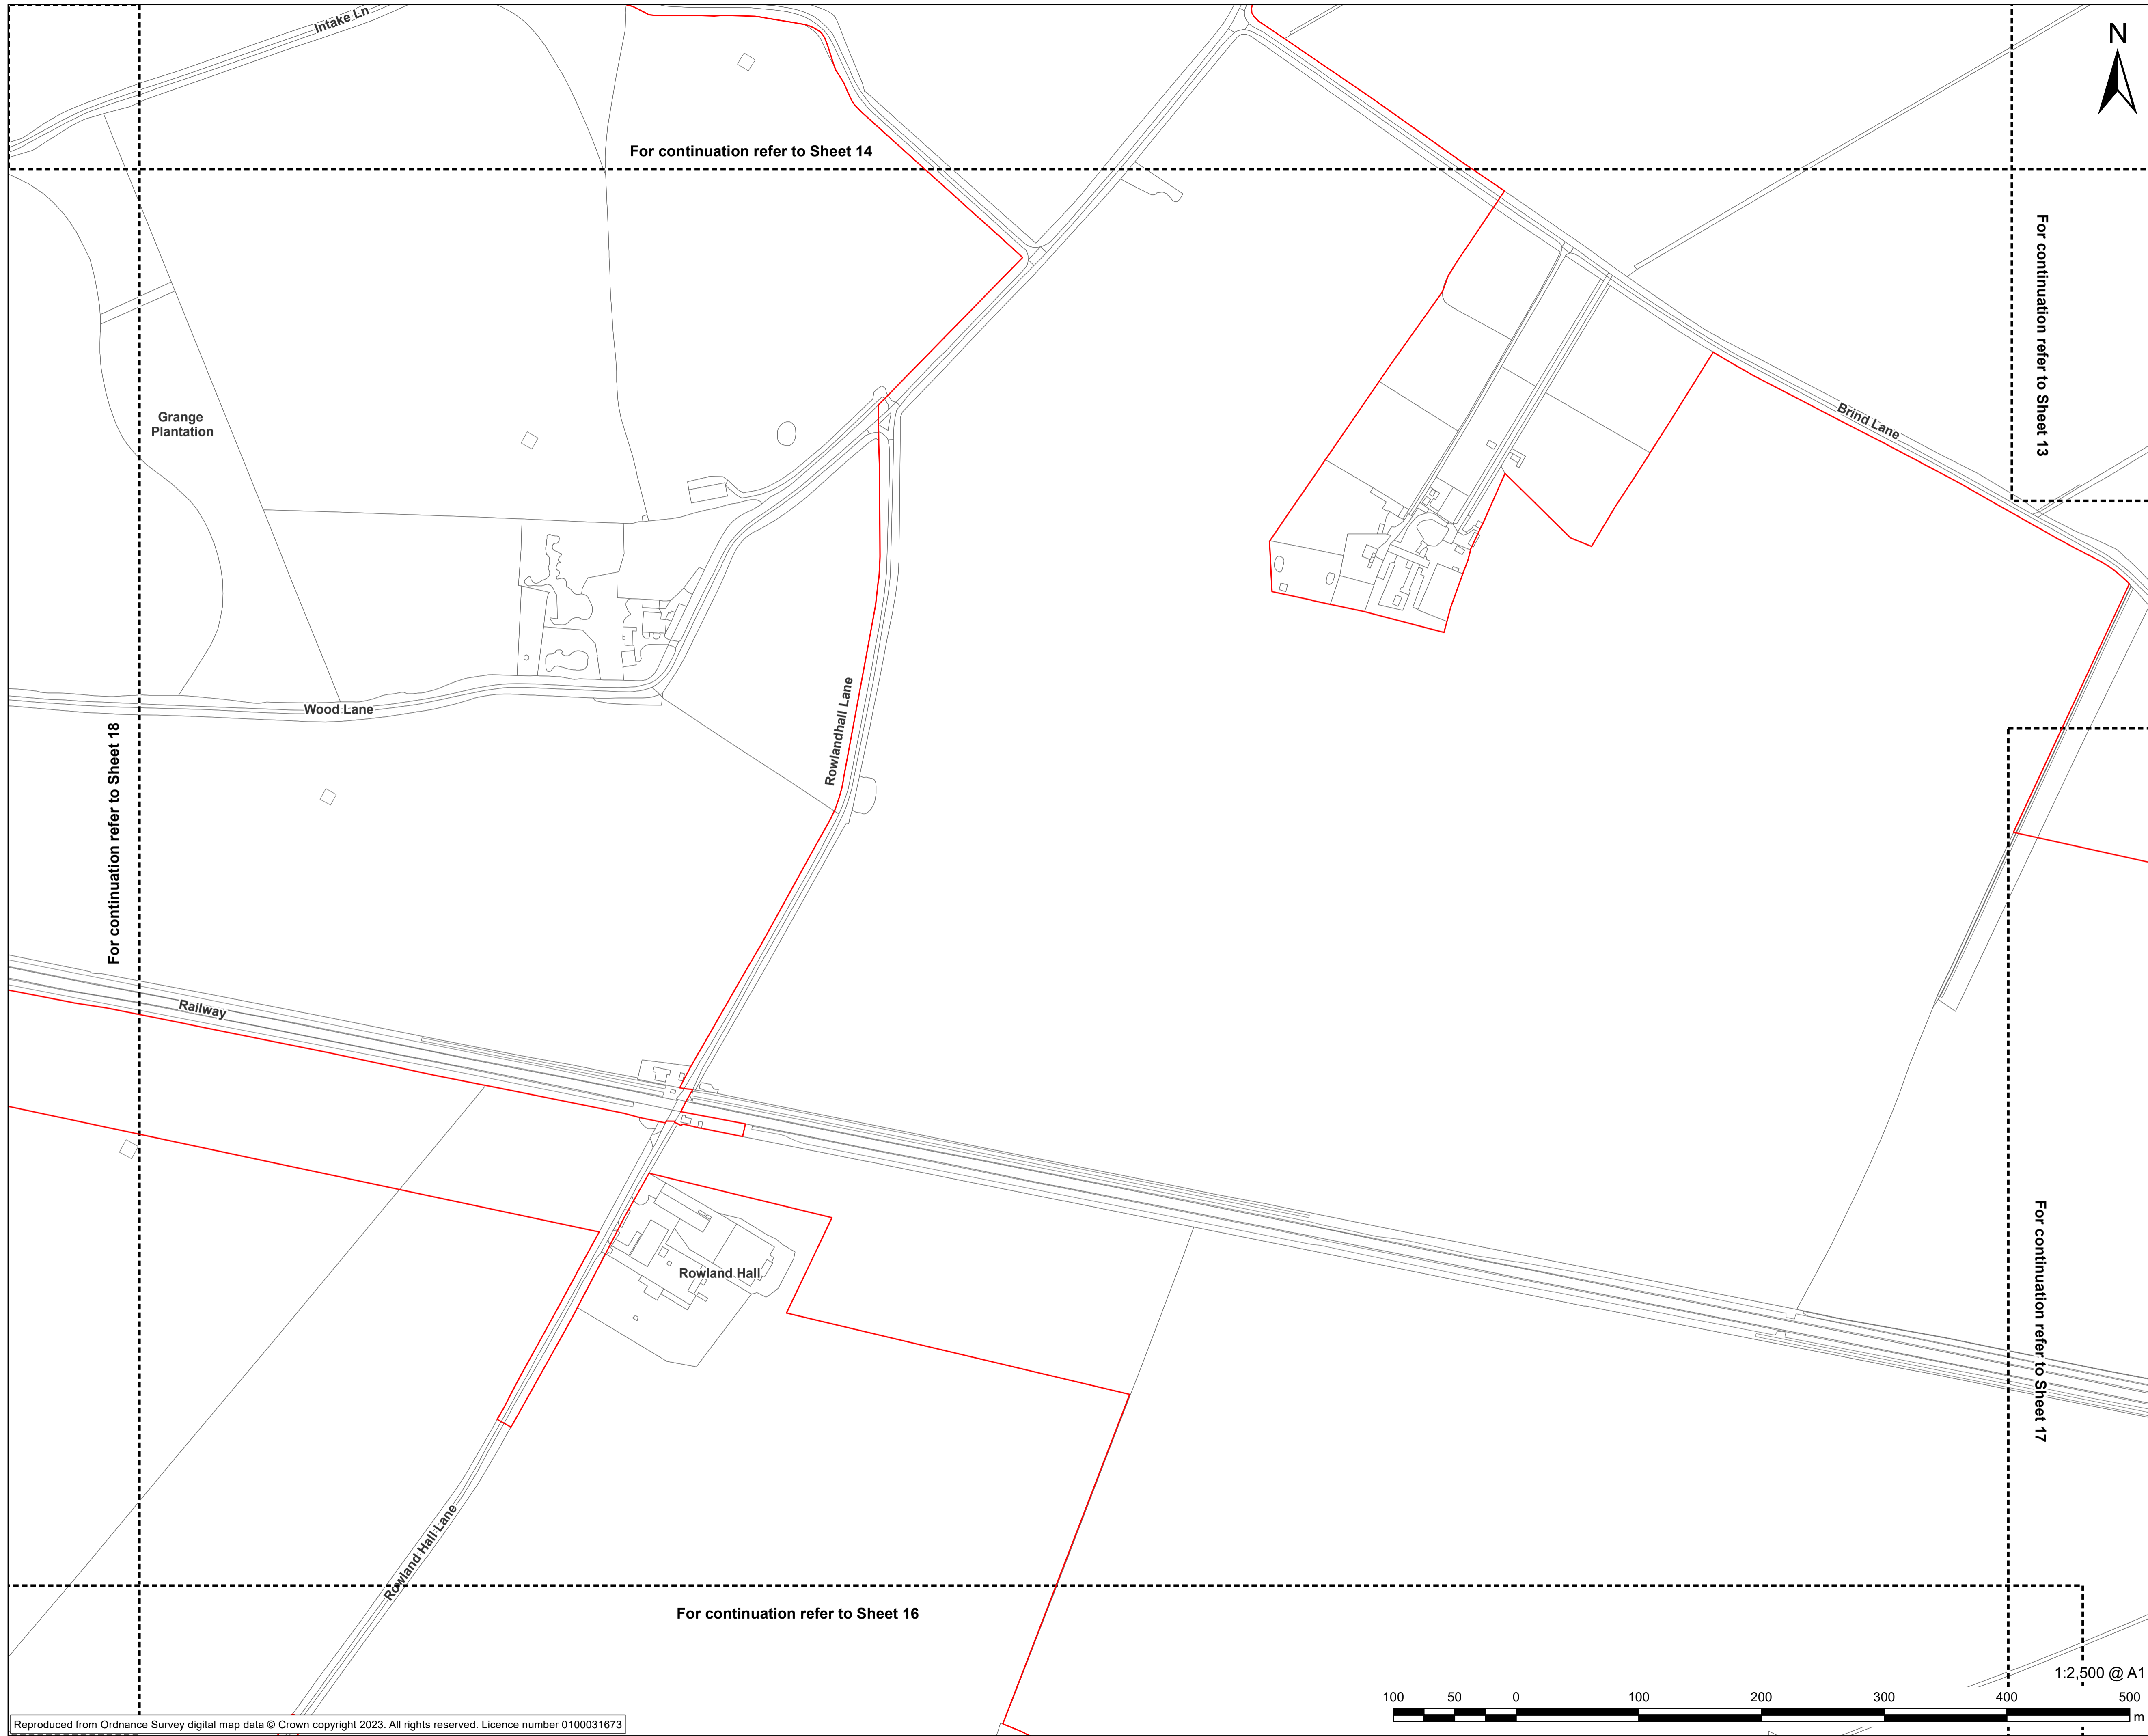 Intake Ln
N
For continuation refer to Sheet 14
For continuation refer to Sheet 13
Grange
Plantation
Brind Lane
Rowlandhall Lane
Wood Lane
For continuation refer to Sheet 18
Railway
Rowland Hall
For continuation refer to Sheet 17
Rowland Hall Lane
For continuation refer to Sheet 16
1:2,500 @ A1
100 50 0 100 200 300 400 500
m
Reproduced from Ordnance Survey digital map data © Crown copyright 2023. All rights reserved. Licence number 0100031673